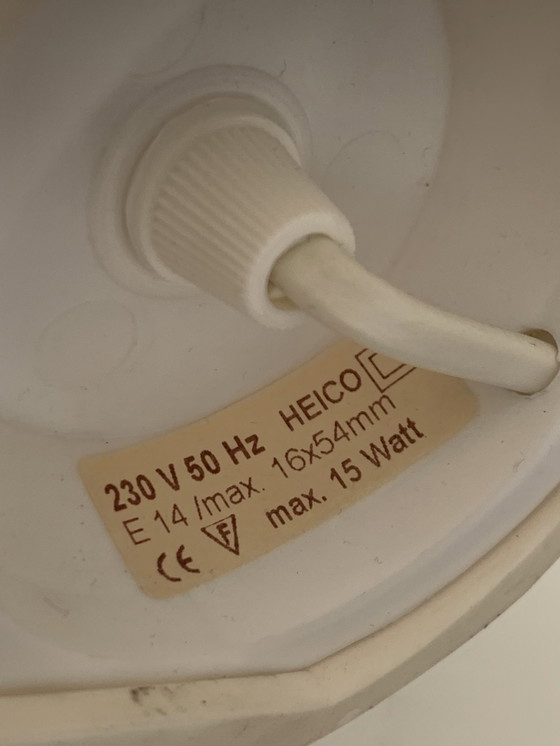 230 V 50 Hz HEICO
E 14 /max. 16x54mm
CE F max. 15 Watt